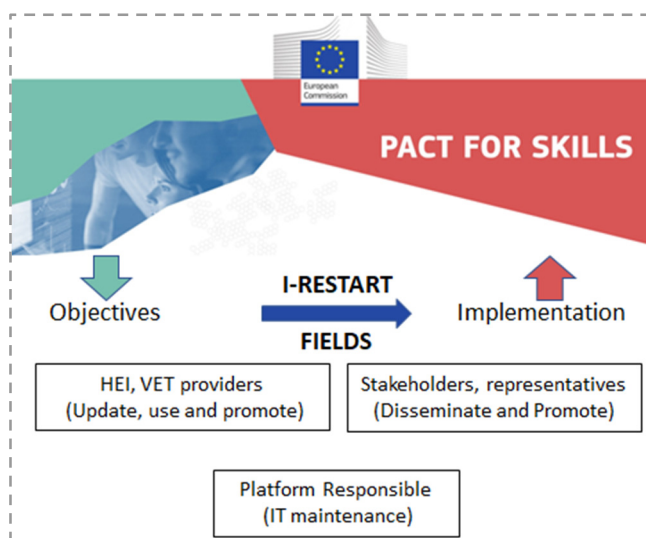 European
Commission
PACT FOR SKILLS
I-RESTART
Objectives
Implementation
FIELDS
HEI, VET providers
(Update, use and promote)
Stakeholders, representatives
(Disseminate and Promote)
Platform Responsible
(IT maintenance)